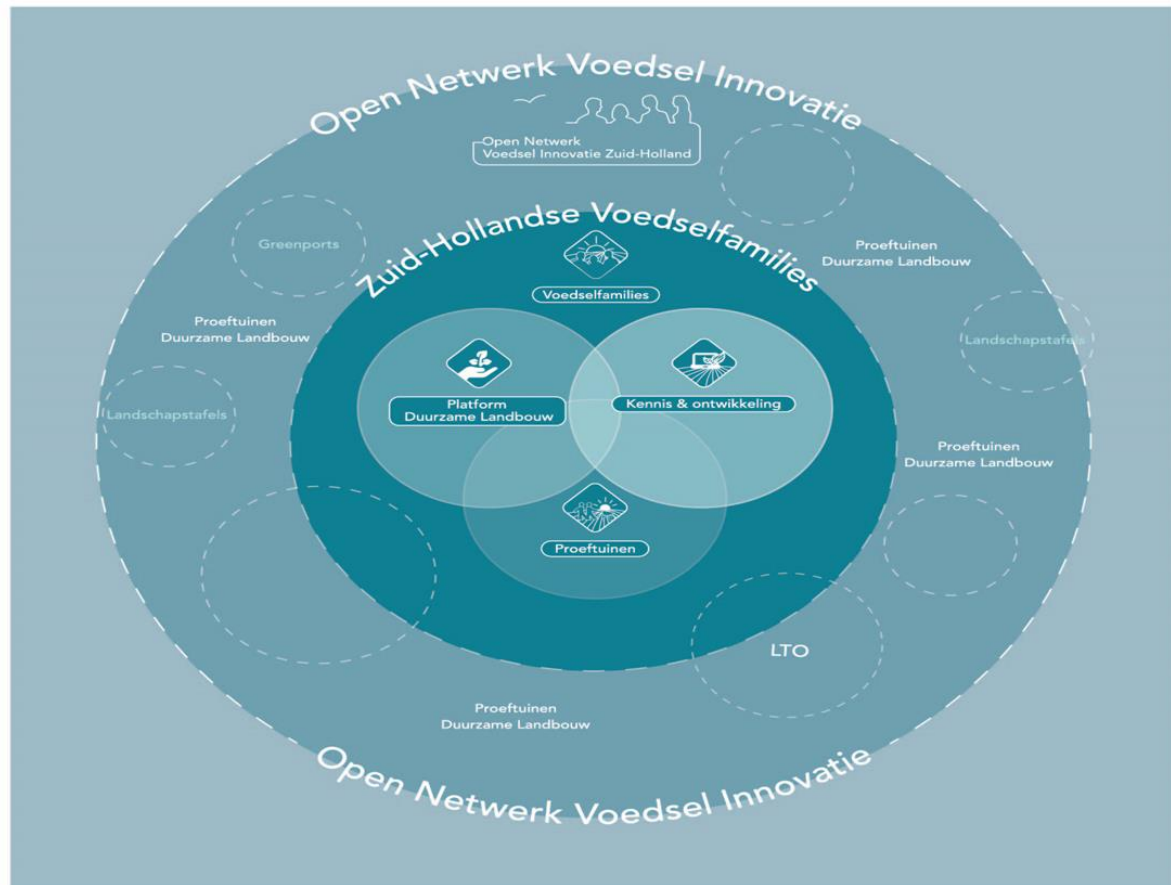 Open Netwerk Voedsel Innovatie
Open Netwerk
Voedsel Innovatie Zuid-Holland
Zuid-Hollandse Voedselfamilies
Greenports
Voedselfamilies
Proeftuinen
Duurzame Landbouw
Proeftuinen
Duurzame Landbouw
Landschapstafels
Landschapstafels
Platform
Duurzame Landbouw
Kennis & ontwikkeling
Proeftuinen
Duurzame Landbouw
Proeftuinen
LTO
Proeftuinen
Duurzame Landbouw
Open Netwerk Voedsel Innovatie